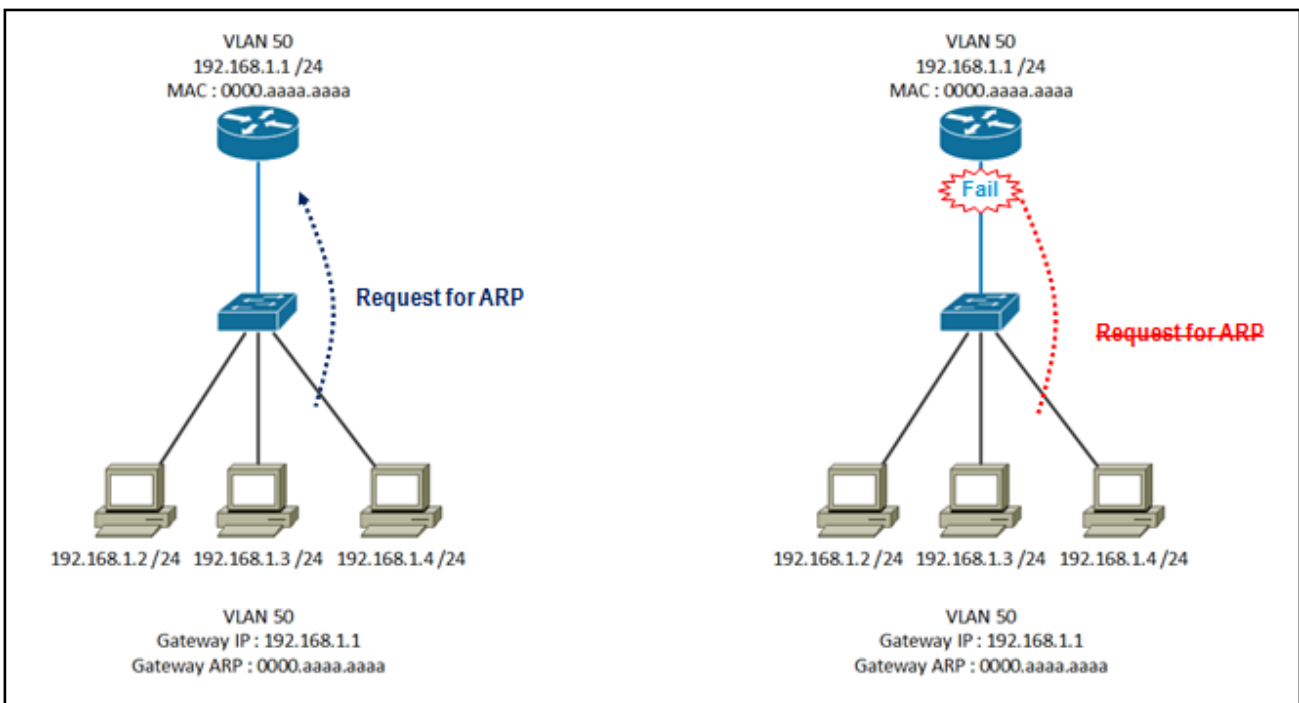 VLAN 50
192.168.1.1 /24
MAC : 0000.aaaa.aaaa
Request for ARP
192.168.1.2 /24 192.168.1.3 /24 192.168.1.4 /24
VLAN 50
Gateway IP : 192.168.1.1
Gateway ARP : 0000.aaaa.aaaa
VLAN 50
192.168.1.1 /24
MAC : 0000.aaaa.aaaa
Fail
Request for ARP
192.168.1.2 /24 192.168.1.3 /24 192.168.1.4 /24
VLAN 50
Gateway IP : 192.168.1.1
Gateway ARP : 0000.aaaa.aaaa